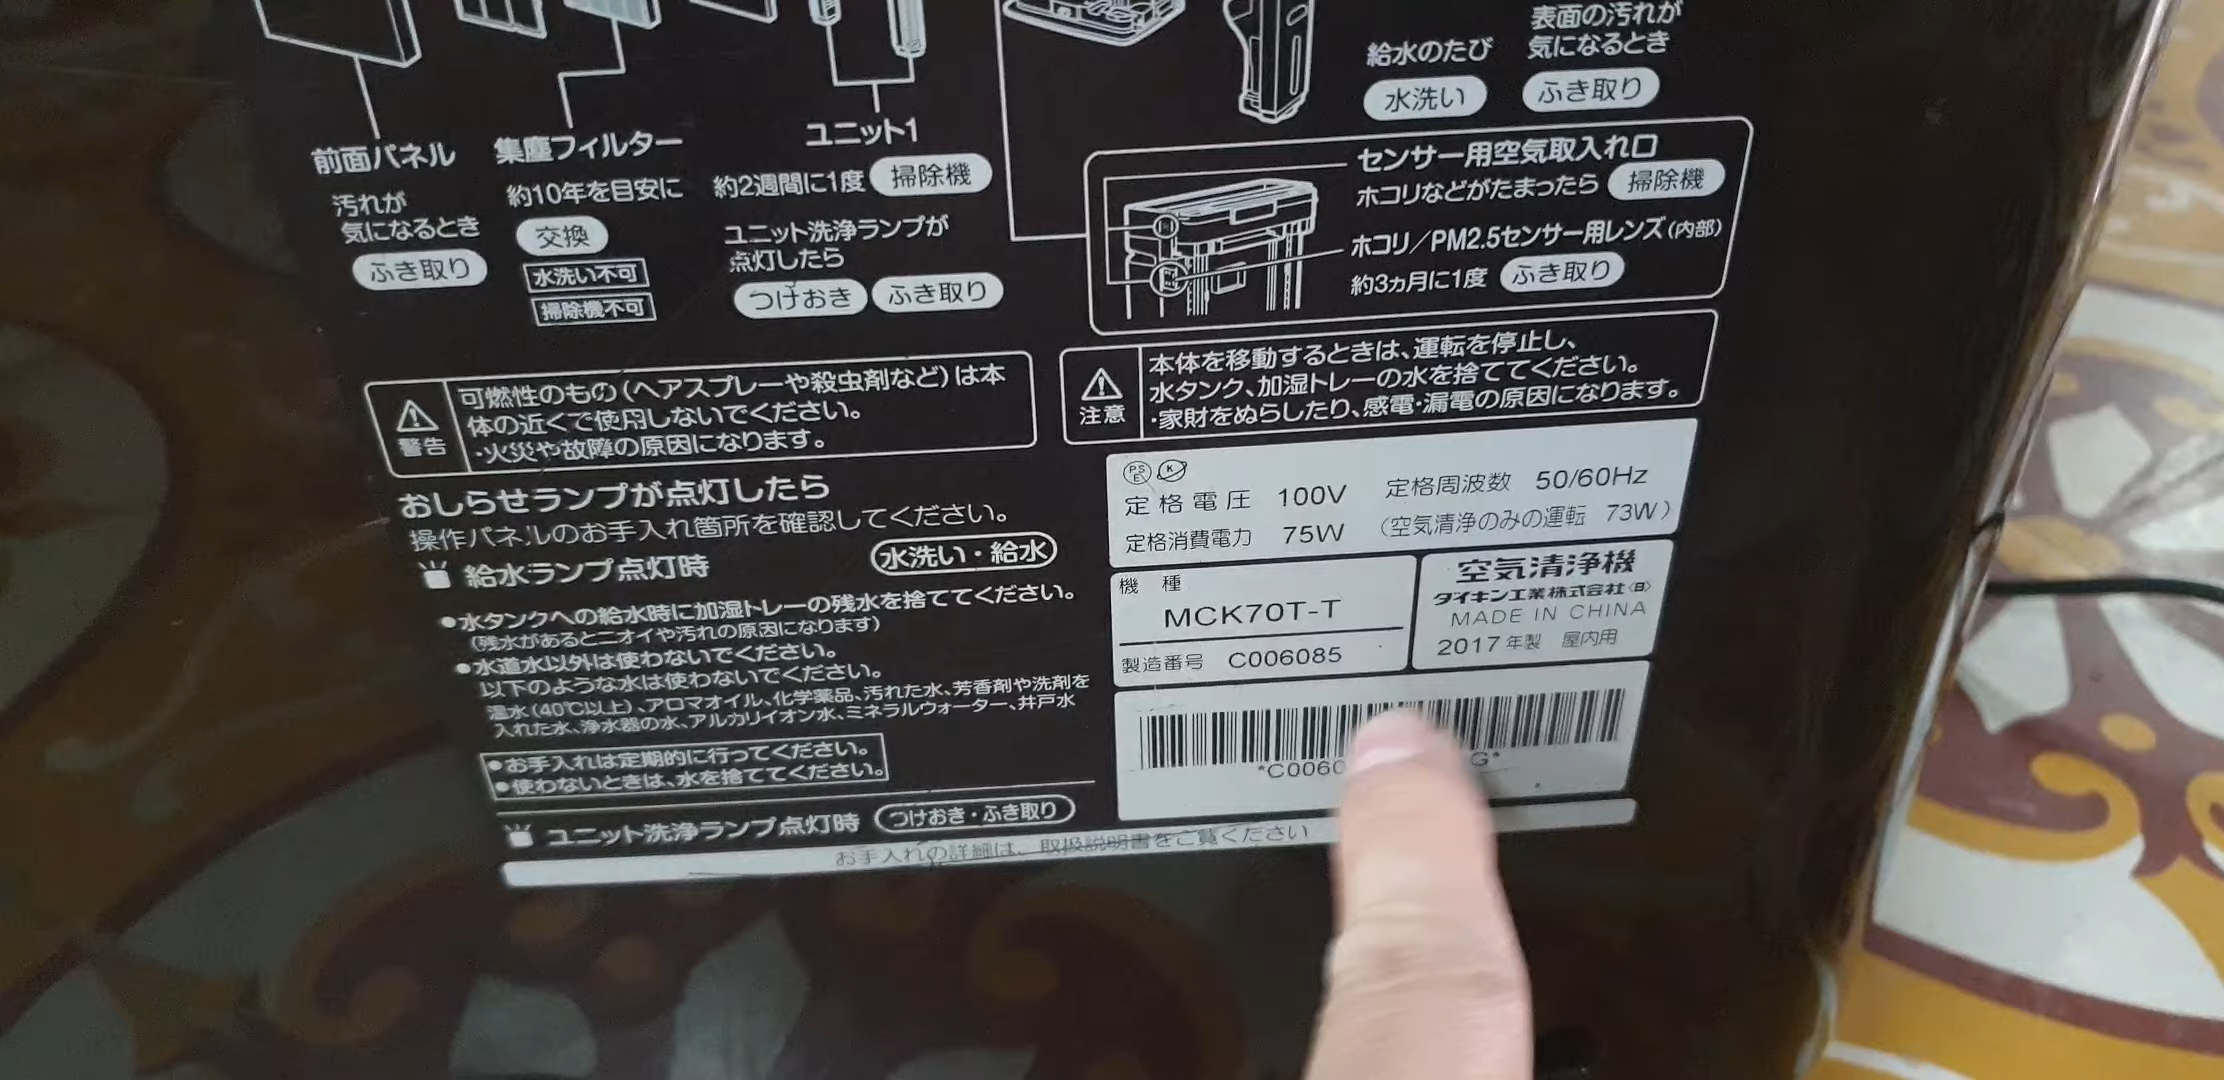 表面の汚れが
気になるとき
ふき取り
給水のたび
水洗い
前面パネル
汚れが
気になるとき
ふき取り
集塵フィルター
約10年を目安に
交換
水洗い不可
掃除機不可
ユニット1
約2週間に1度 掃除機
ユニット洗浄ランプが
点灯したら
つけおき ふき取り
センサー用空気取入れ口
ホコリなどがたまったら 掃除機
ホコリ/PM2.5センサー用レンズ(内部)
約3ヵ月に1度 ふき取り
警告
可燃性のもの(ヘアスプレーや殺虫剤など)は本
体の近くで使用しないでください。
・火災や故障の原因になります。
注意
本体を移動するときは、運転を停止し、
水タンク、加湿トレーの水を捨ててください。
・家財をぬらしたり、感電・漏電の原因になります。
おしらせランプが点灯したら
操作パネルのお手入れ箇所を確認してください。
給水ランプ点灯時 水洗い・給水
●水タンクへの給水時に加湿トレーの残水を捨ててください。
(残水があるとニオイや汚れの原因になります)
●水道水以外は使わないでください。
以下のような水は使わないでください。
温水(40℃以上)、アロマオイル、化学薬品、汚れた水、芳香剤や洗剤を
入れた水、浄水器の水、アルカリイオン水、ミネラルウォーター、井戸水
●お手入れは定期的に行ってください。
●使わないときは、水を捨ててください。
ユニット洗浄ランプ点灯時 つけおき・ふき取り
お手入れの詳細は、取扱説明書をご覧ください
PS E K
定格電圧 100V 定格周波数 50/60Hz
定格消費電力 75W (空気清浄のみの運転 73W)
機種
MCK70T-T
製造番号 C006085
空気清浄機
ダイキン工業株式会社(B)
MADE IN CHINA
2017年製 屋内用